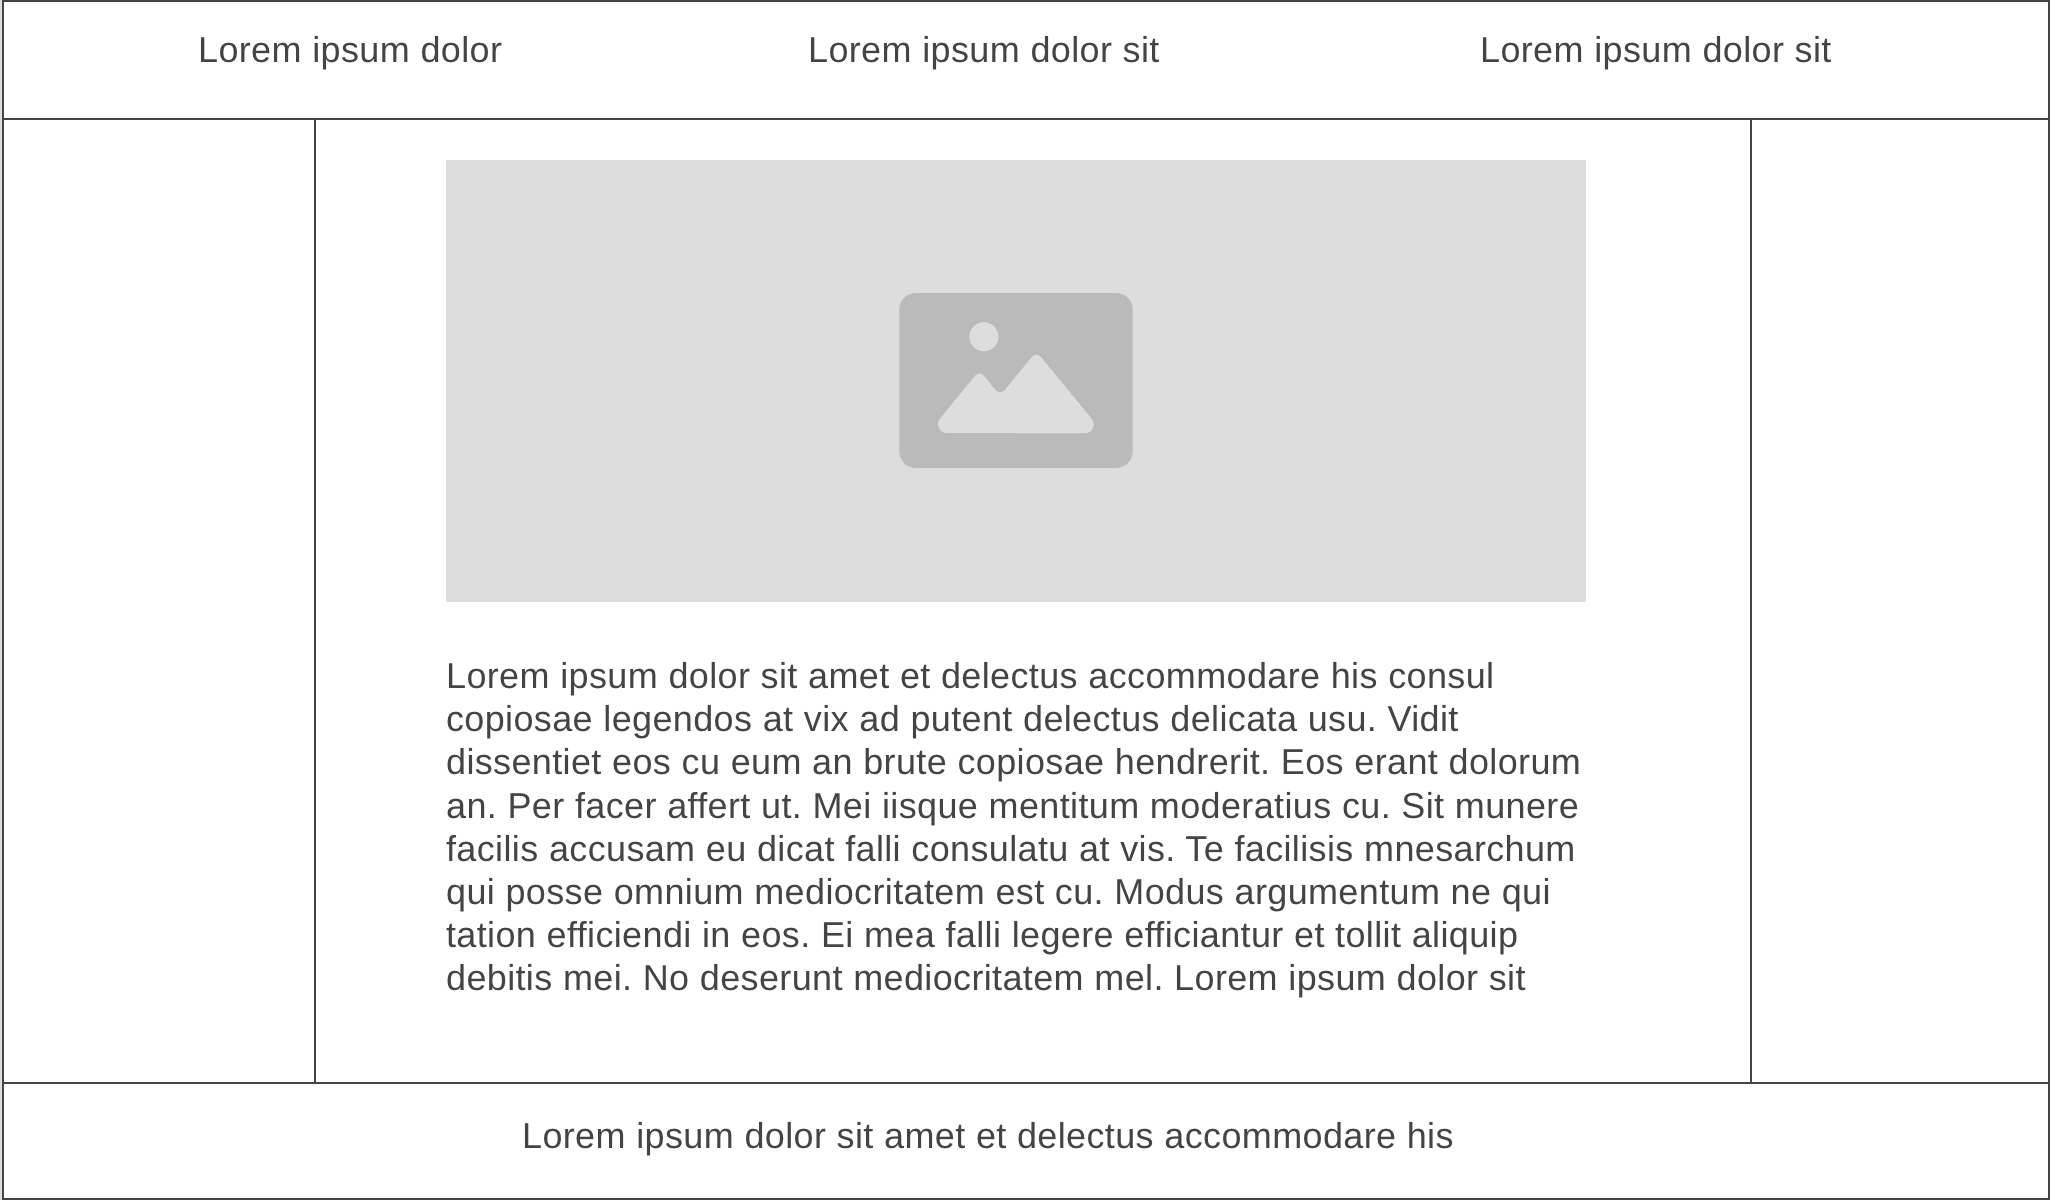 Lorem ipsum dolor
Lorem ipsum dolor sit
Lorem ipsum dolor sit
Lorem ipsum dolor sit amet et delectus accommodare his consul
copiosae legendos at vix ad putent delectus delicata usu. Vidit
dissentiet eos cu eum an brute copiosae hendrerit. Eos erant dolorum
an. Per facer affert ut. Mei iisque mentitum moderatius cu. Sit munere
facilis accusam eu dicat falli consulatu at vis. Te facilisis mnesarchum
qui posse omnium mediocritatem est cu. Modus argumentum ne qui
tation efficiendi in eos. Ei mea falli legere efficiantur et tollit aliquip
debitis mei. No deserunt mediocritatem mel. Lorem ipsum dolor sit
Lorem ipsum dolor sit amet et delectus accommodare his